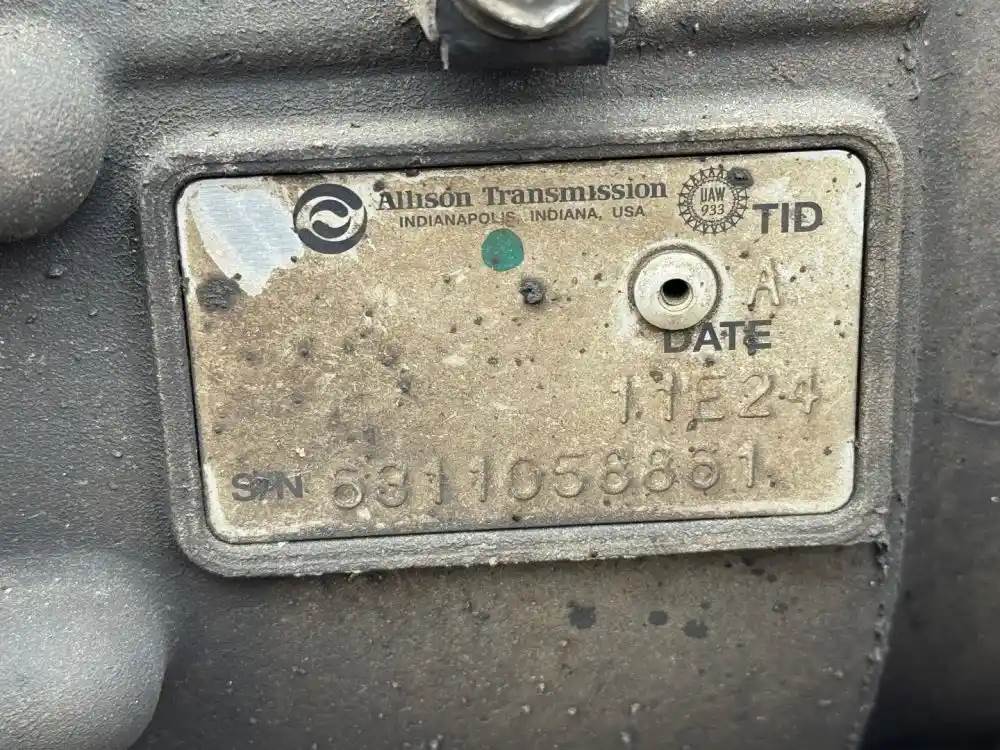 Allison Transmission
INDIANAPOLIS, INDIANA, USA
UAW
933
TID
A
DATE
11E24
S/N 6311058861